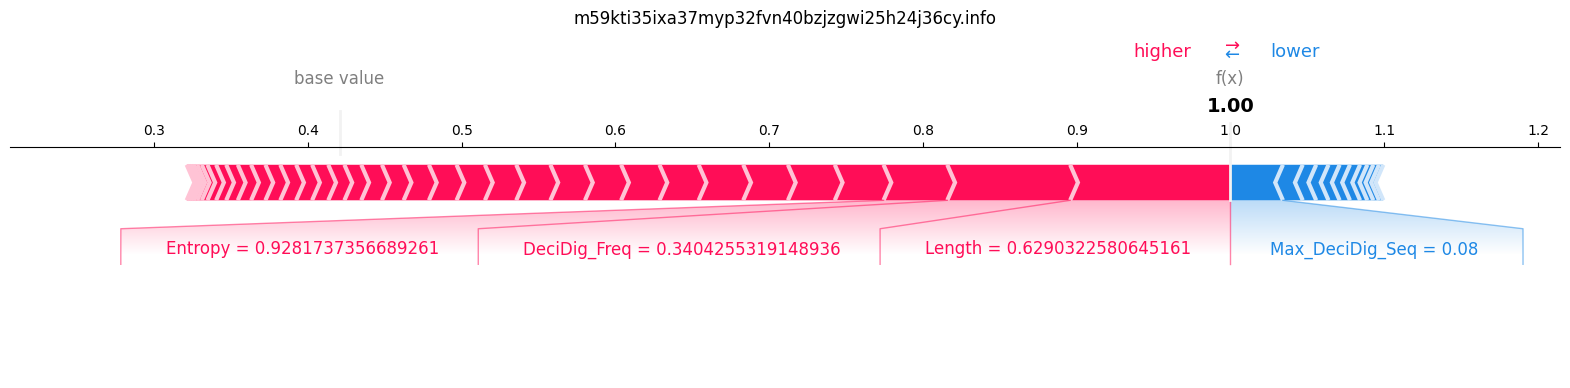 m59kti35ixa37myp32fvn40bzjzgwi25h24j36cy.info
higher ⇄ lower
base value f(x)
1.00
0.3 0.4 0.5 0.6 0.7 0.8 0.9 1.0 1.1 1.2
Entropy = 0.9281737356689261 DeciDig_Freq = 0.3404255319148936 Length = 0.6290322580645161 Max_DeciDig_Seq = 0.08